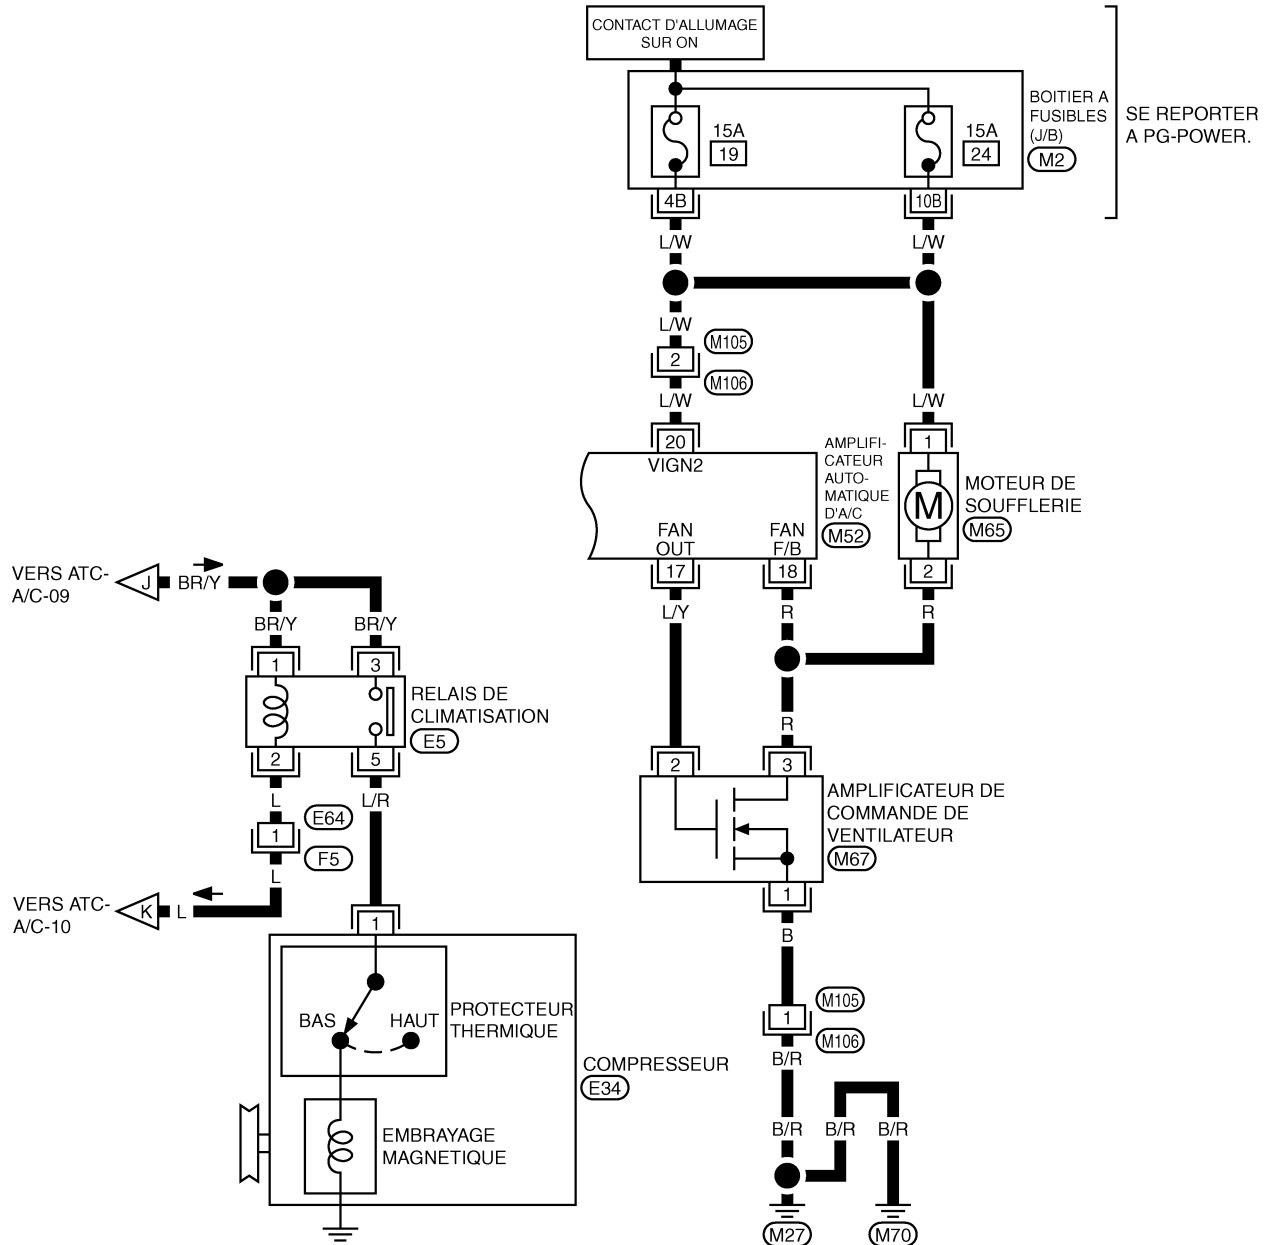 CONTACT D'ALLUMAGE
SUR ON
BOITIER A
FUSIBLES
(J/B)
M2
SE REPORTER
A PG-POWER.
15A
19
15A
24
4B
10B
L/W
L/W
L/W
M105
2
M106
L/W
L/W
20
1
VIGN2
AMPLIFI-
CATEUR
AUTO-
MATIQUE
D'A/C
M52
M
MOTEUR DE
SOUFFLERIE
M65
FAN
OUT
FAN
F/B
17
18
2
L/Y
R
R
R
VERS ATC-
A/C-09
J
BR/Y
BR/Y
BR/Y
1
3
RELAIS DE
CLIMATISATION
E5
2
5
L
L/R
E64
1
F5
L
VERS ATC-
A/C-10
K
L
2
3
AMPLIFICATEUR DE
COMMANDE DE
VENTILATEUR
M67
1
B
1
BAS
HAUT
PROTECTEUR
THERMIQUE
COMPRESSEUR
E34
EMBRAYAGE
MAGNETIQUE
M105
1
M106
B/R
B/R
B/R
B/R
M27
M70